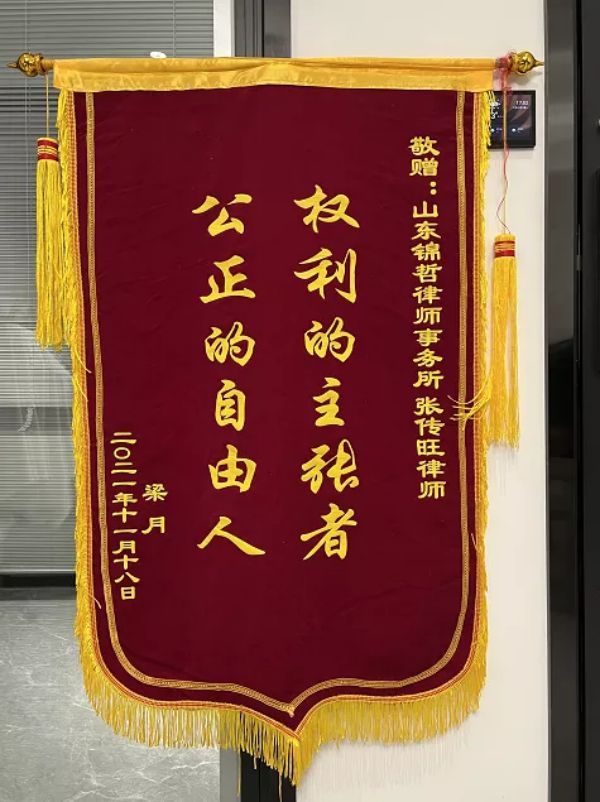 敬赠：山东锦哲律师事务所 张传旺律师
权利的主张者
公正的自由人
梁月
二〇二一年十一月十八日